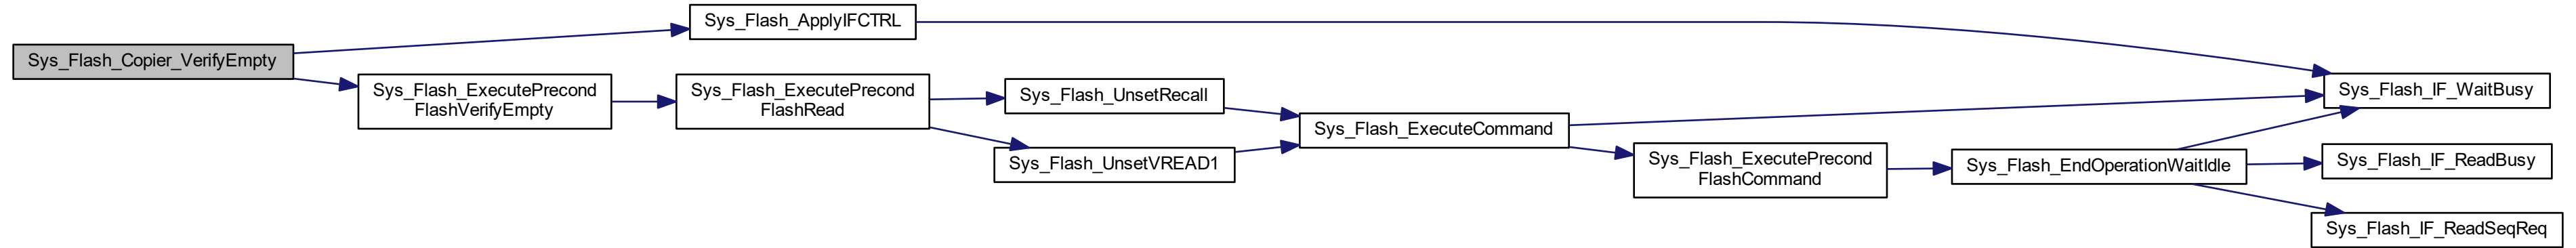 Sys_Flash_Copier_VerifyEmpty
Sys_Flash_ApplyIFCTRL
Sys_Flash_ExecutePrecond
FlashVerifyEmpty
Sys_Flash_ExecutePrecond
FlashRead
Sys_Flash_UnsetRecall
Sys_Flash_UnsetVREAD1
Sys_Flash_ExecuteCommand
Sys_Flash_ExecutePrecond
FlashCommand
Sys_Flash_EndOperationWaitIdle
Sys_Flash_IF_WaitBusy
Sys_Flash_IF_ReadBusy
Sys_Flash_IF_ReadSeqReq